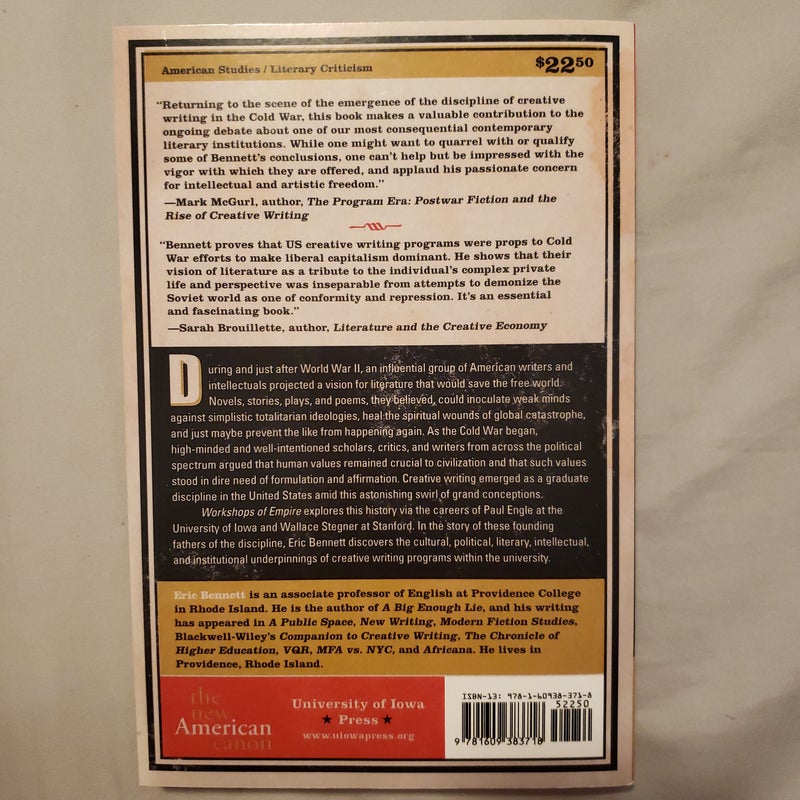 American Studies / Literary Criticism
$22⁵⁰
“Returning to the scene of the emergence of the discipline of creative
writing in the Cold War, this book makes a valuable contribution to the
ongoing debate about one of our most consequential contemporary
literary institutions. While one might want to quarrel with or qualify
some of Bennett’s conclusions, one can’t help but be impressed with the
vigor with which they are offered, and applaud his passionate concern
for intellectual and artistic freedom.”
—Mark McGurl, author, The Program Era: Postwar Fiction and the
Rise of Creative Writing
“Bennett proves that US creative writing programs were props to Cold
War efforts to make liberal capitalism dominant. He shows that their
vision of literature as a tribute to the individual’s complex private
life and perspective was inseparable from attempts to demonize the
Soviet world as one of conformity and repression. It’s an essential
and fascinating book.”
—Sarah Brouillette, author, Literature and the Creative Economy
During and just after World War II, an influential group of American writers and
intellectuals projected a vision for literature that would save the free world.
Novels, stories, plays, and poems, they believed, could inoculate weak minds
against simplistic totalitarian ideologies, heal the spiritual wounds of global catastrophe,
and just maybe prevent the like from happening again. As the Cold War began,
high-minded and well-intentioned scholars, critics, and writers from across the political
spectrum argued that human values remained crucial to civilization and that such values
stood in dire need of formulation and affirmation. Creative writing emerged as a graduate
discipline in the United States amid this astonishing swirl of grand conceptions.
Workshops of Empire explores this history via the careers of Paul Engle at the
University of Iowa and Wallace Stegner at Stanford. In the story of these founding
fathers of the discipline, Eric Bennett discovers the cultural, political, literary, intellectual,
and institutional underpinnings of creative writing programs within the university.
Eric Bennett is an associate professor of English at Providence College
in Rhode Island. He is the author of A Big Enough Lie, and his writing
has appeared in A Public Space, New Writing, Modern Fiction Studies,
Blackwell-Wiley’s Companion to Creative Writing, The Chronicle of
Higher Education, VQR, MFA vs. NYC, and Africana. He lives in
Providence, Rhode Island.
the
new
American
canon
University of Iowa
★ Press ★
www.uiowapress.org
ISBN-13: 978-1-60938-371-8
52250
9 781609 383718